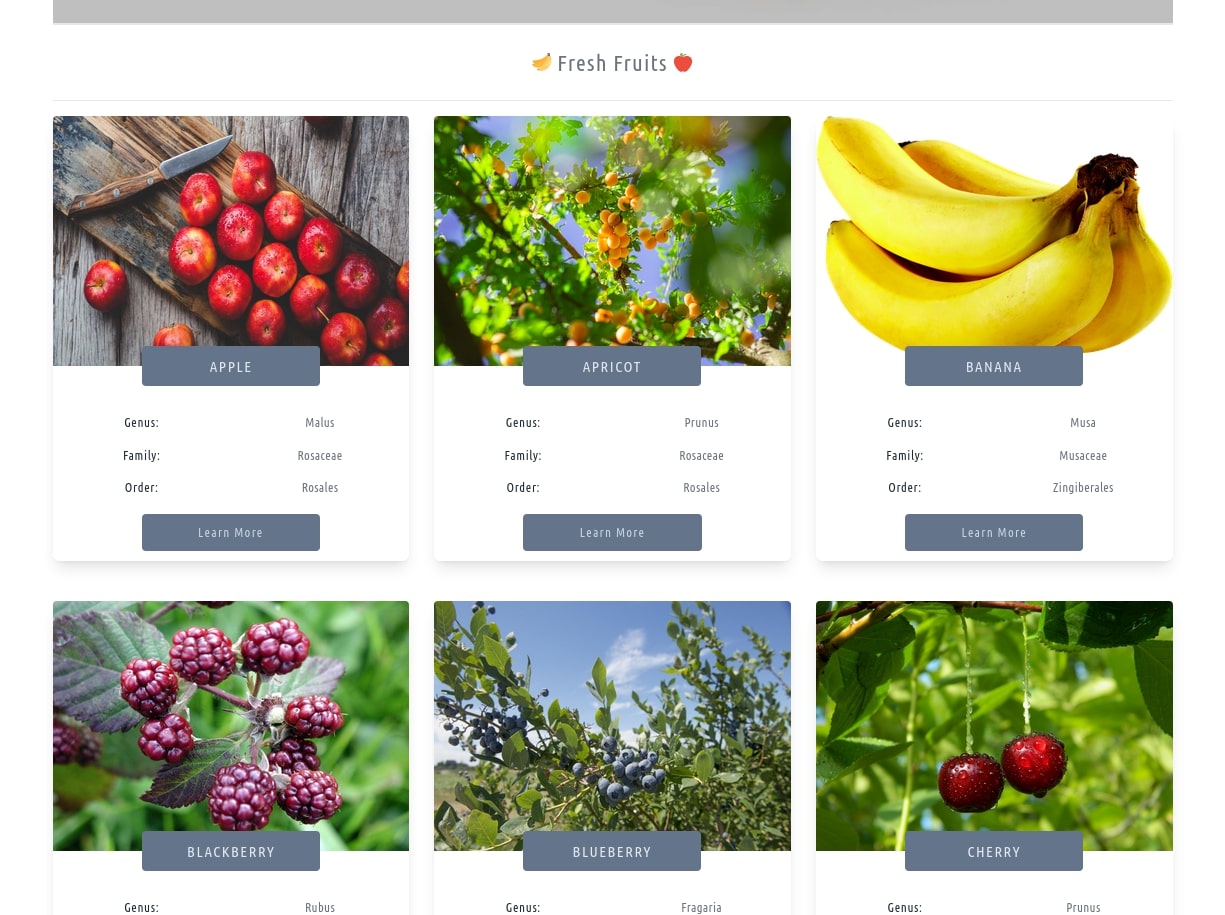 Fresh Fruits
APPLE APRICOT BANANA
Genus: Malus Genus: Prunus Genus: Musa
Family: Rosaceae Family: Rosaceae Family: Musaceae
Order: Rosales Order: Rosales Order: Zingiberales
Learn More Learn More Learn More
BLACKBERRY BLUEBERRY CHERRY
Genus: Rubus Genus: Fragaria Genus: Prunus